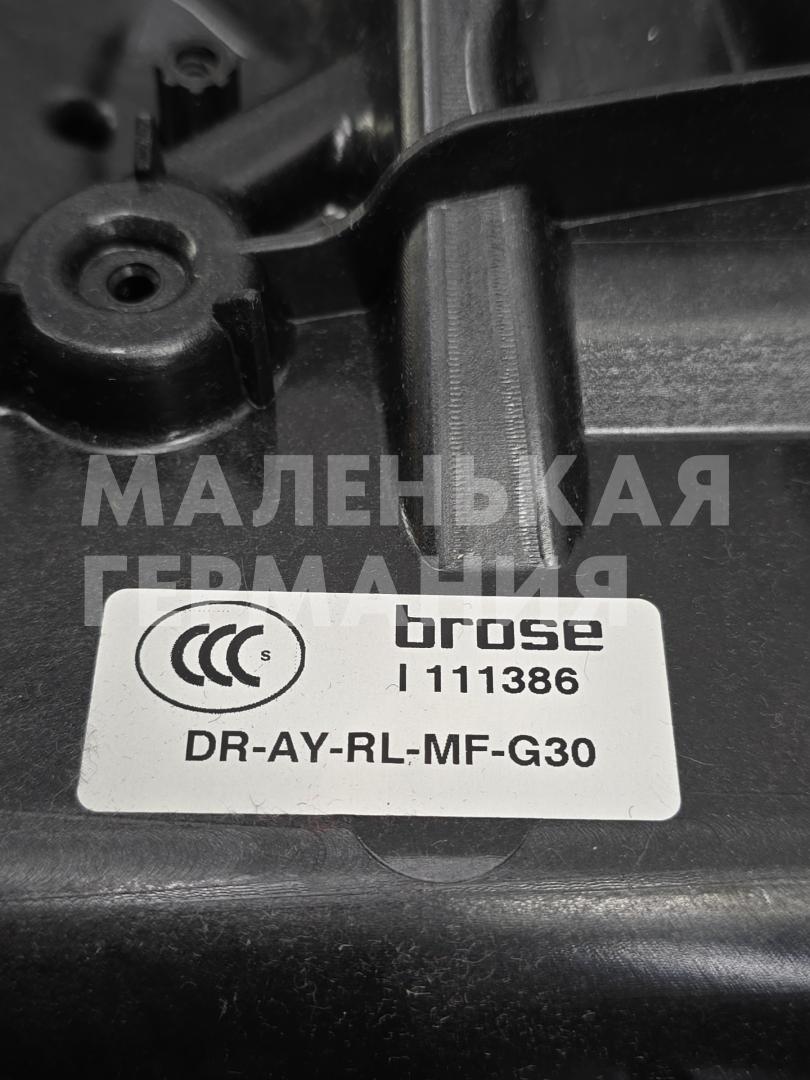 МАЛЕНЬКАЯ
ГЕРМАНИЯ
CCC S
brose
I 111386
DR-AY-RL-MF-G30